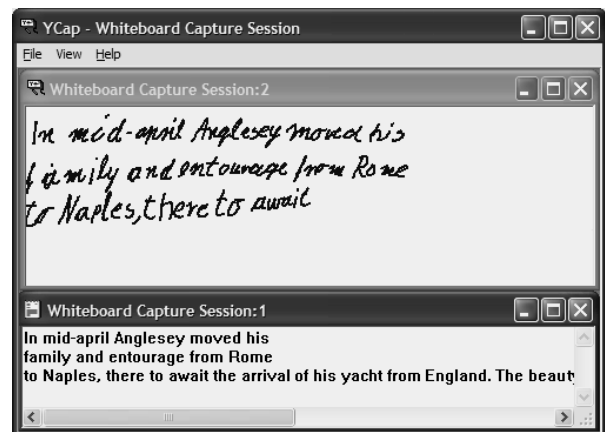 YCap - Whiteboard Capture Session
File View Help
Whiteboard Capture Session:2
In mid-april Anglesey moved his
family and entourage from Rome
to Naples, there to await
Whiteboard Capture Session:1
In mid-april Anglesey moved his
family and entourage from Rome
to Naples, there to await the arrival of his yacht from England. The